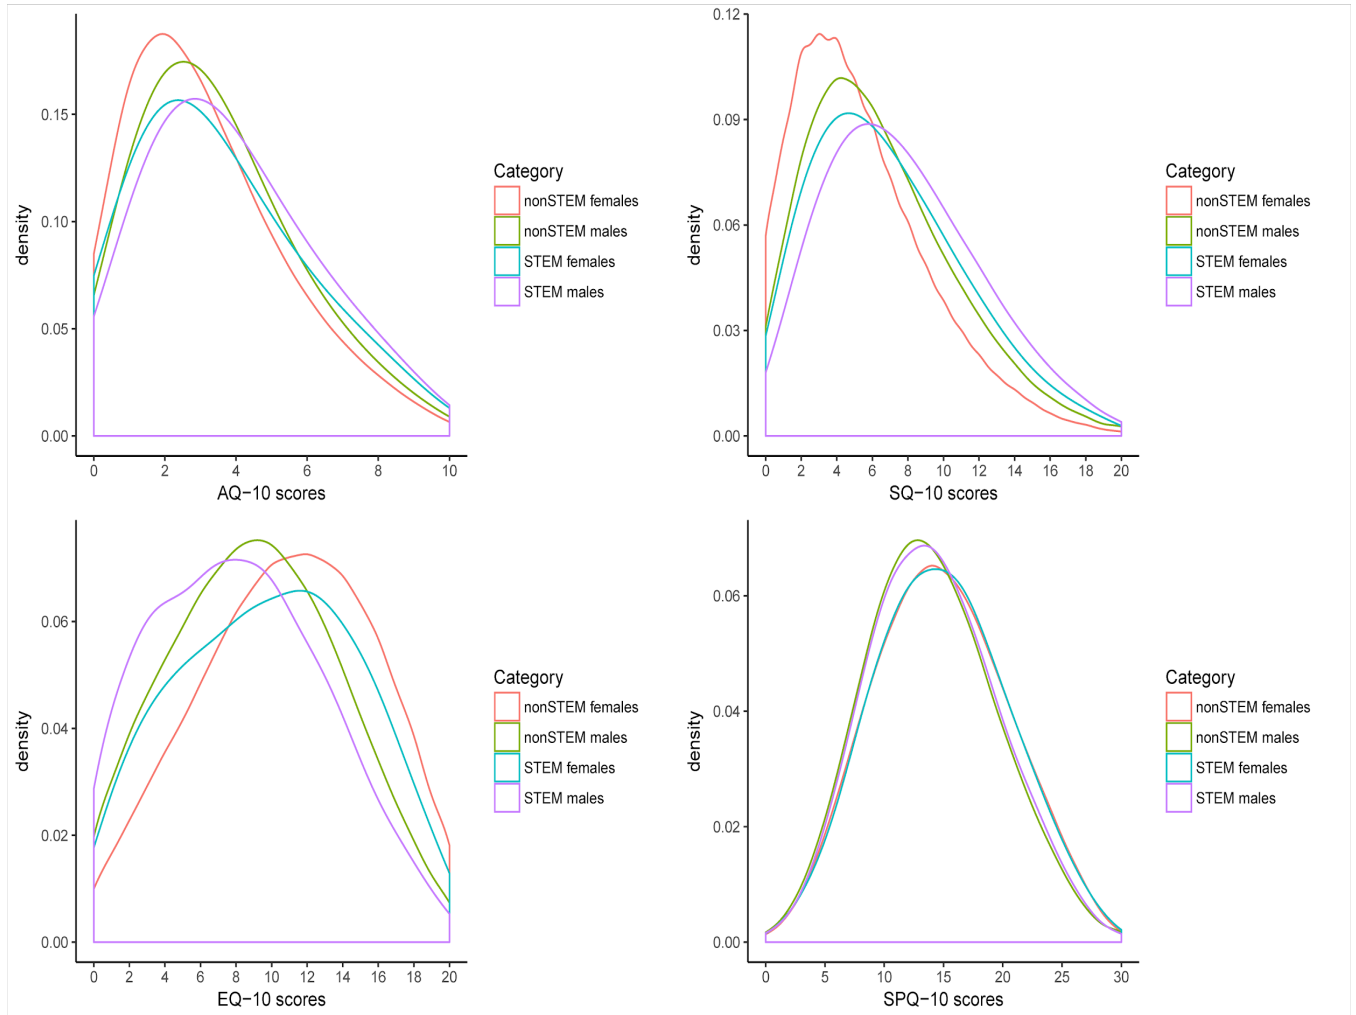 density
0.15
0.10
0.05
0.00
0 2 4 6 8 10
AQ−10 scores
Category
nonSTEM females
nonSTEM males
STEM females
STEM males
density
0.12
0.09
0.06
0.03
0.00
0 2 4 6 8 10 12 14 16 18 20
SQ−10 scores
Category
nonSTEM females
nonSTEM males
STEM females
STEM males
density
0.06
0.04
0.02
0.00
0 2 4 6 8 10 12 14 16 18 20
EQ−10 scores
Category
nonSTEM females
nonSTEM males
STEM females
STEM males
density
0.06
0.04
0.02
0.00
0 5 10 15 20 25 30
SPQ−10 scores
Category
nonSTEM females
nonSTEM males
STEM females
STEM males